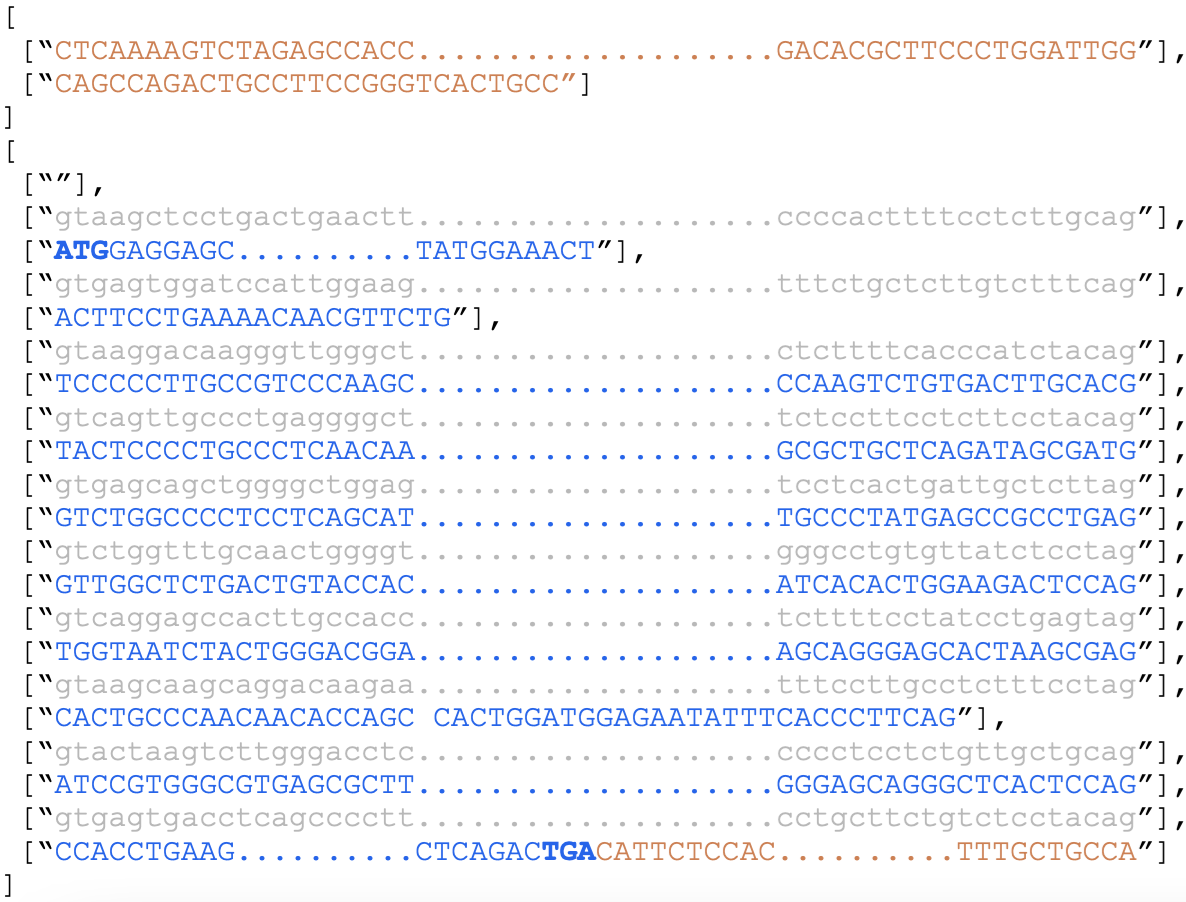 [
["CTCAAAAGTCTAGAGCCACC....................GACACGCTTCCCTGGATTGG"],
["CAGCCAGACTGCCTTCCGGGTCACTGCC"]
]
[
[""],
["gtaagctcctgactgaactt....................ccccacttttcctcttgcag"],
["ATGGAGGAGC..........TATGGAAACT"],
["gtgagtggatccattggaag....................tttctgctcttgtctttcag"],
["ACTTCCTGAAAACAACGTTCTG"],
["gtaaggacaagggttgggct....................ctcttttcacccatctacag"],
["TCCCCCTTGCCGTCCCAAGC....................CCAAGTCTGTGACTTGCACG"],
["gtcagttgccctgaggggct....................tctccttcctcttcctacag"],
["TACTCCCCTGCCCTCAACAA....................GCGCTGCTCAGATAGCGATG"],
["gtgagcagctggggctggag....................tcctcactgattgctcttag"],
["GTCTGGCCCCTCCTCAGCAT....................TGCCCTATGAGCCGCCTGAG"],
["gtctggtttgcaactggggt....................gggcctgtgttatctcctag"],
["GTTGGCTCTGACTGTACCAC....................ATCACACTGGAAGACTCCAG"],
["gtcaggagccacttgccacc....................tcttttcctatcctgagtag"],
["TGGTAATCTACTGGGACGGA....................AGCAGGGAGCACTAAGCGAG"],
["gtaagcaagcaggacaagaa....................tttccttgcctctttcctag"],
["CACTGCCCAACAACACCAGC CACTGGATGGAGAATATTTCACCCTTCAG"],
["gtactaagtcttgggacctc....................cccctcctctgttgctgcag"],
["ATCCGTGGGCGTGAGCGCTT....................GGGAGCAGGGCTCACTCCAG"],
["gtgagtgacctcagccccttt....................cctgcttctgtctcctacag"],
["CCACCTGAAG..........CTCAGACTGACATTCTCCAC..........TTTGCTGCCA"]
]